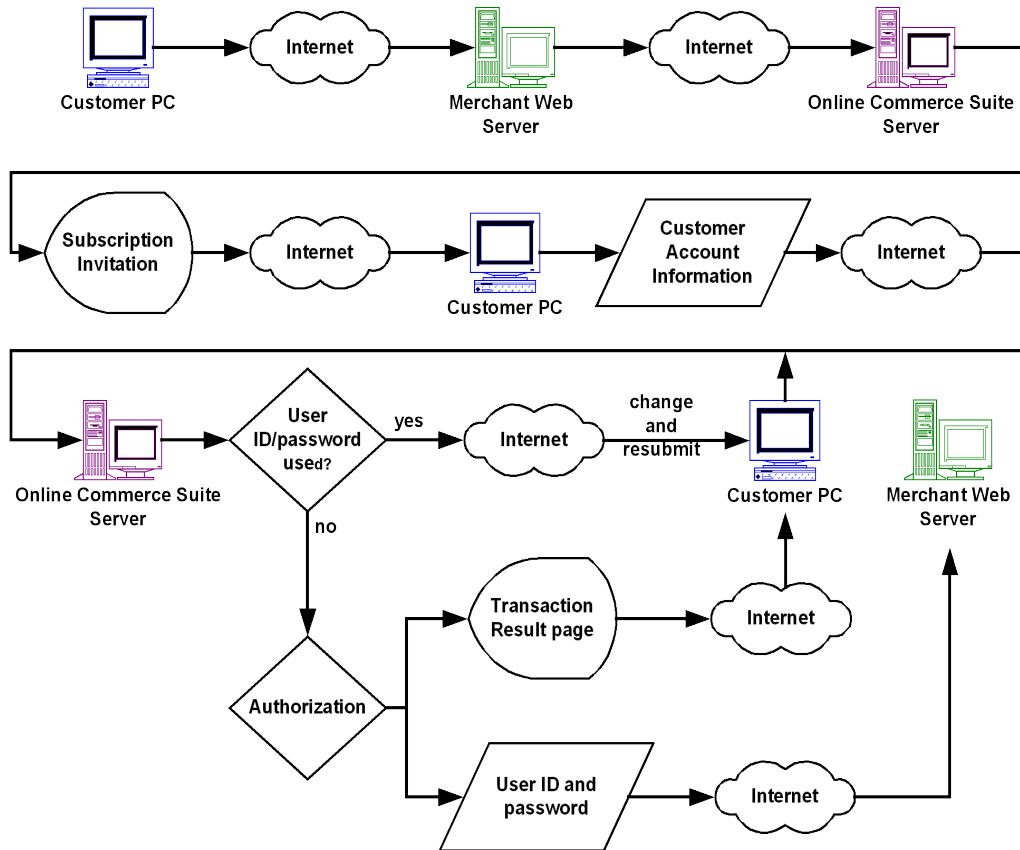 Internet
Internet
Customer PC
Merchant Web
Server
Online Commerce Suite
Server
Subscription
Invitation
Internet
Customer PC
Customer
Account
Information
Internet
Online Commerce Suite
Server
User
ID/password
used?
yes
Internet
change
and
resubmit
Customer PC
Merchant Web
Server
no
Transaction
Result page
Internet
Authorization
User ID and
password
Internet